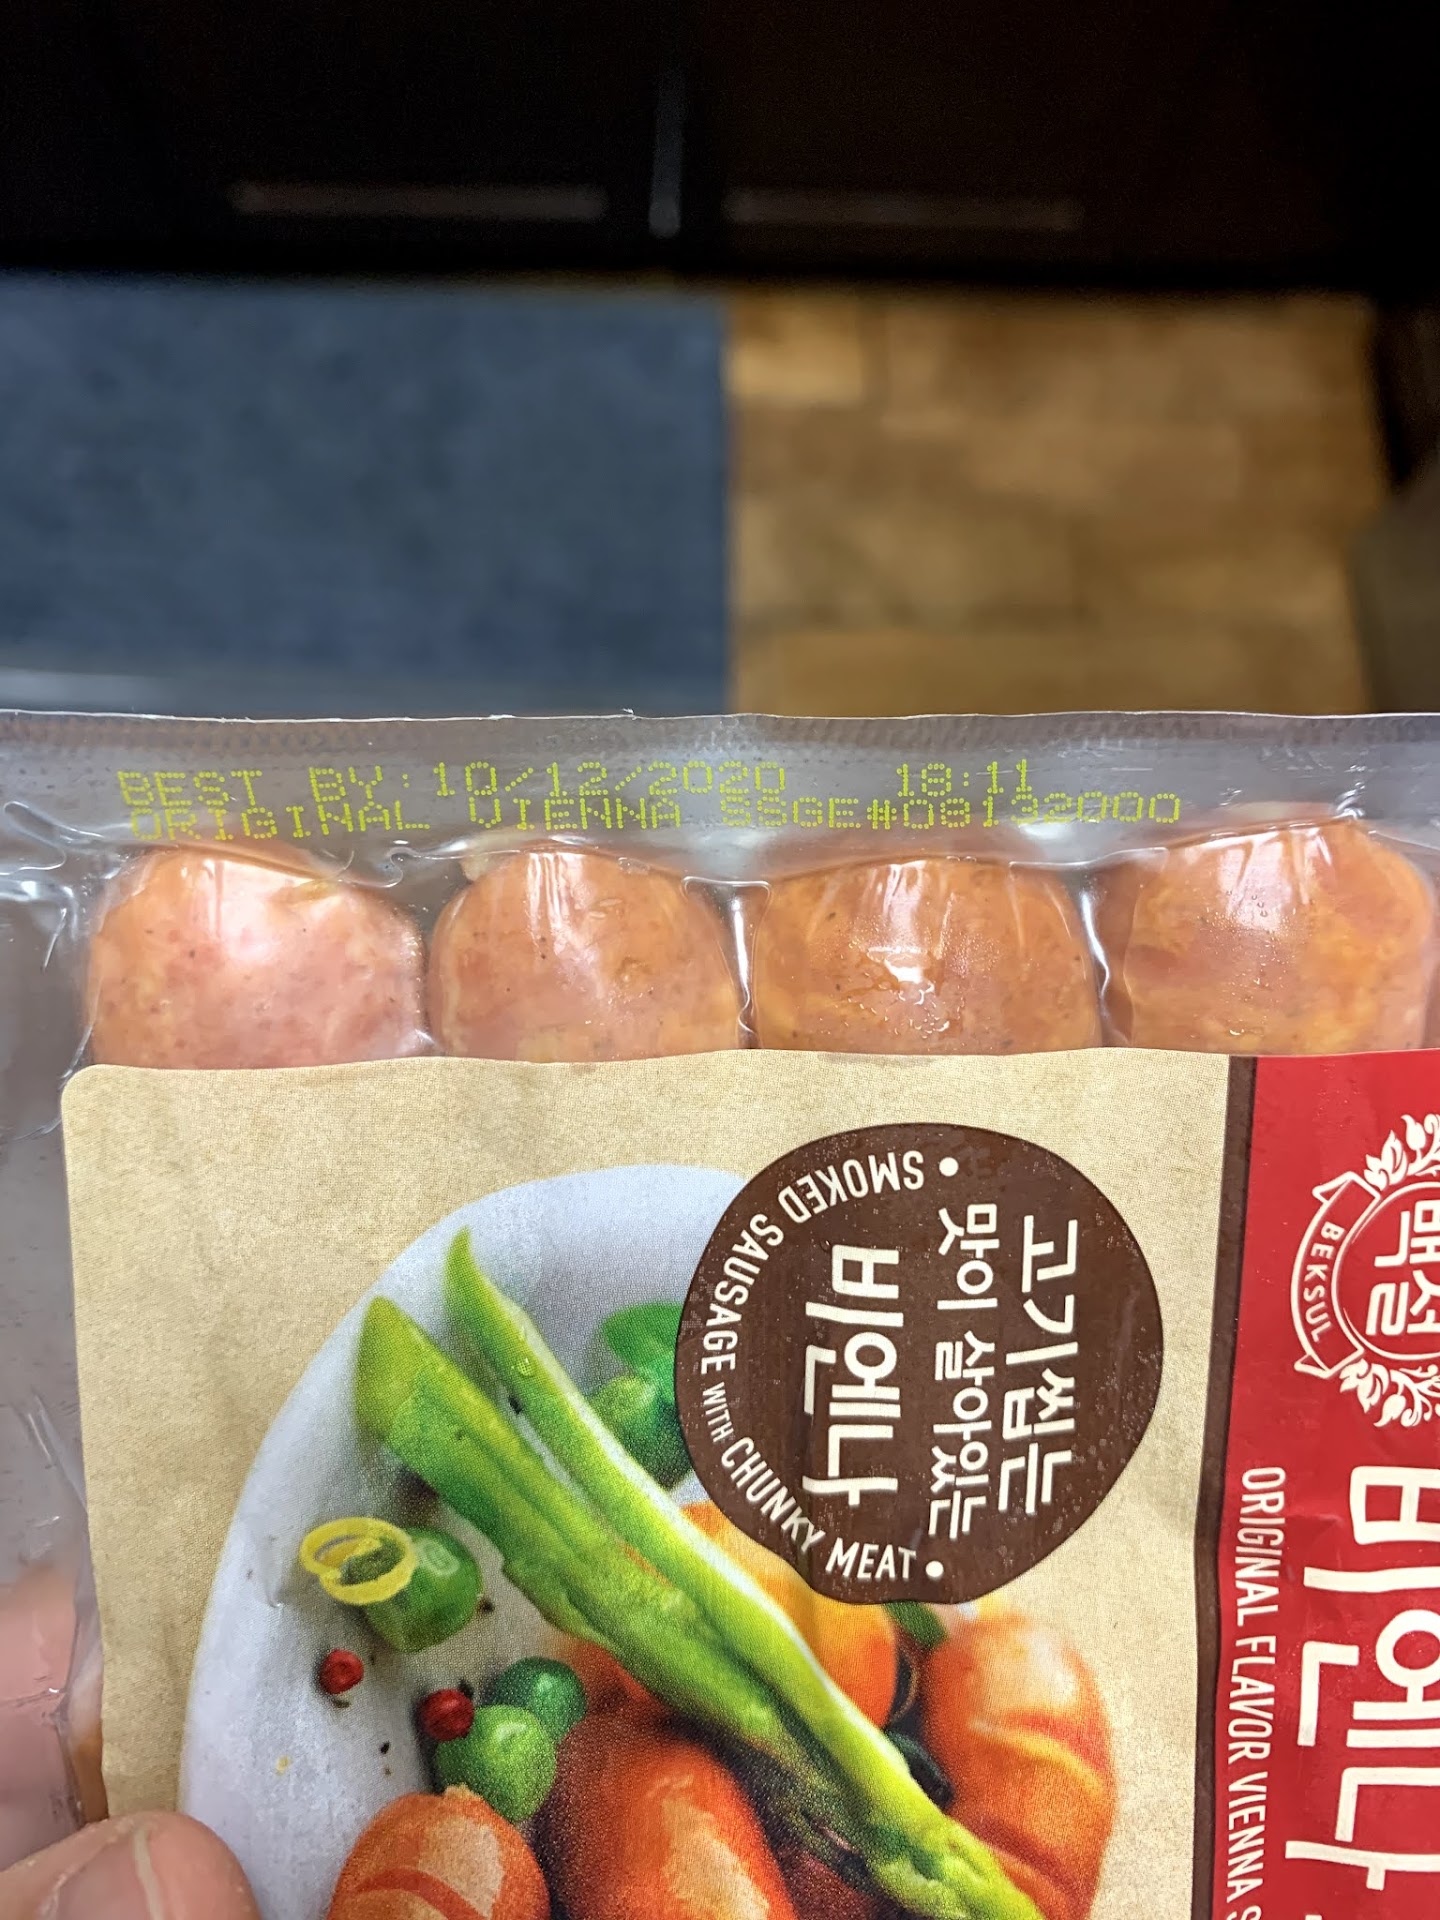 BEST BY:10/12/2020 18:11
ORIGINAL VIENNA SSGE#08132000
고기씹는
맛이 살아있는
비엔나
• SMOKED SAUSAGE WITH CHUNKY MEAT •
백설
BEKSUL
비엔나
ORIGINAL FLAVOR VIENNA